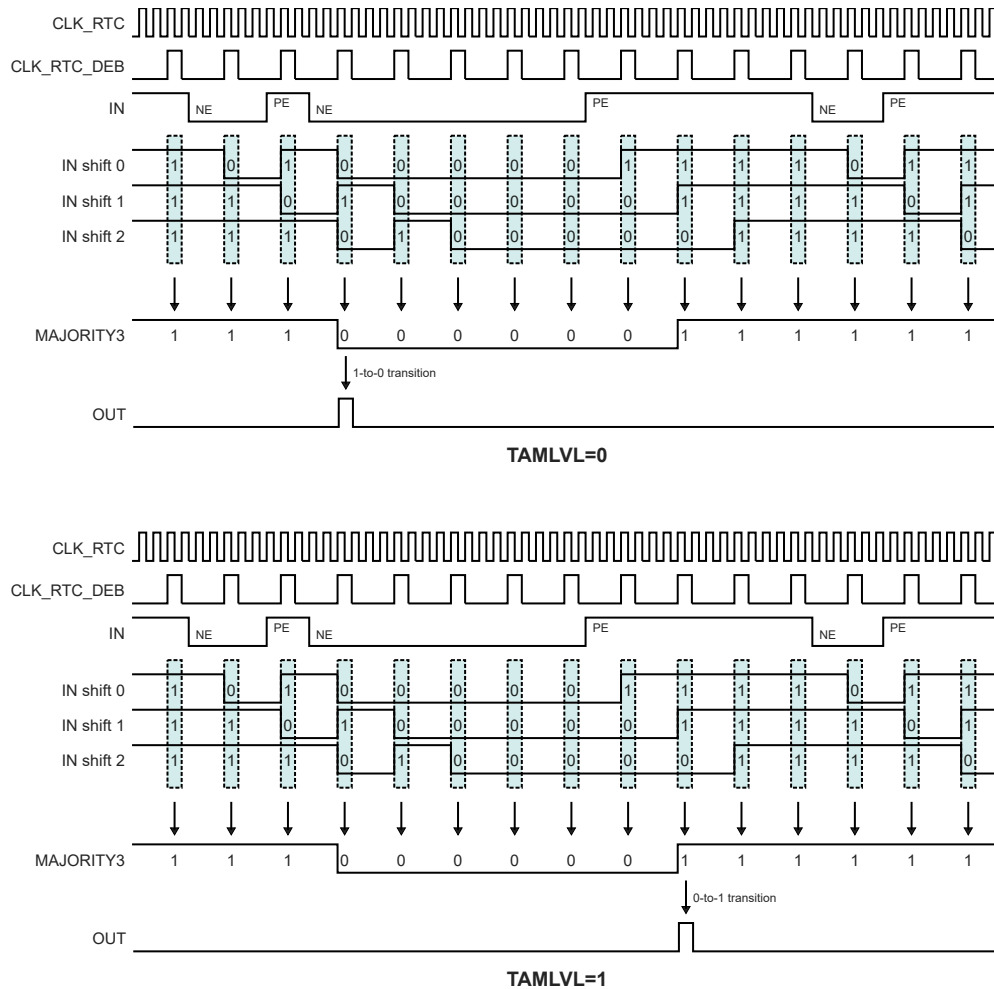 CLK_RTC
CLK_RTC_DEB
IN NE PE NE PE NE PE
IN shift 0 1 0 1 0 0 0 0 0 1 1 1 1 0 1 1
IN shift 1 1 1 0 1 0 0 0 0 0 1 1 1 1 0 1
IN shift 2 1 1 1 0 1 0 0 0 0 0 1 1 1 1 0
MAJORITY3 1 1 1 0 0 0 0 0 0 1 1 1 1 1 1
1-to-0 transition
OUT
TAMLVL=0
CLK_RTC
CLK_RTC_DEB
IN NE PE NE PE NE PE
IN shift 0 1 0 1 0 0 0 0 0 1 1 1 1 0 1 1
IN shift 1 1 1 0 1 0 0 0 0 0 1 1 1 1 0 1
IN shift 2 1 1 1 0 1 0 0 0 0 0 1 1 1 1 0
MAJORITY3 1 1 1 0 0 0 0 0 0 1 1 1 1 1 1
0-to-1 transition
OUT
TAMLVL=1